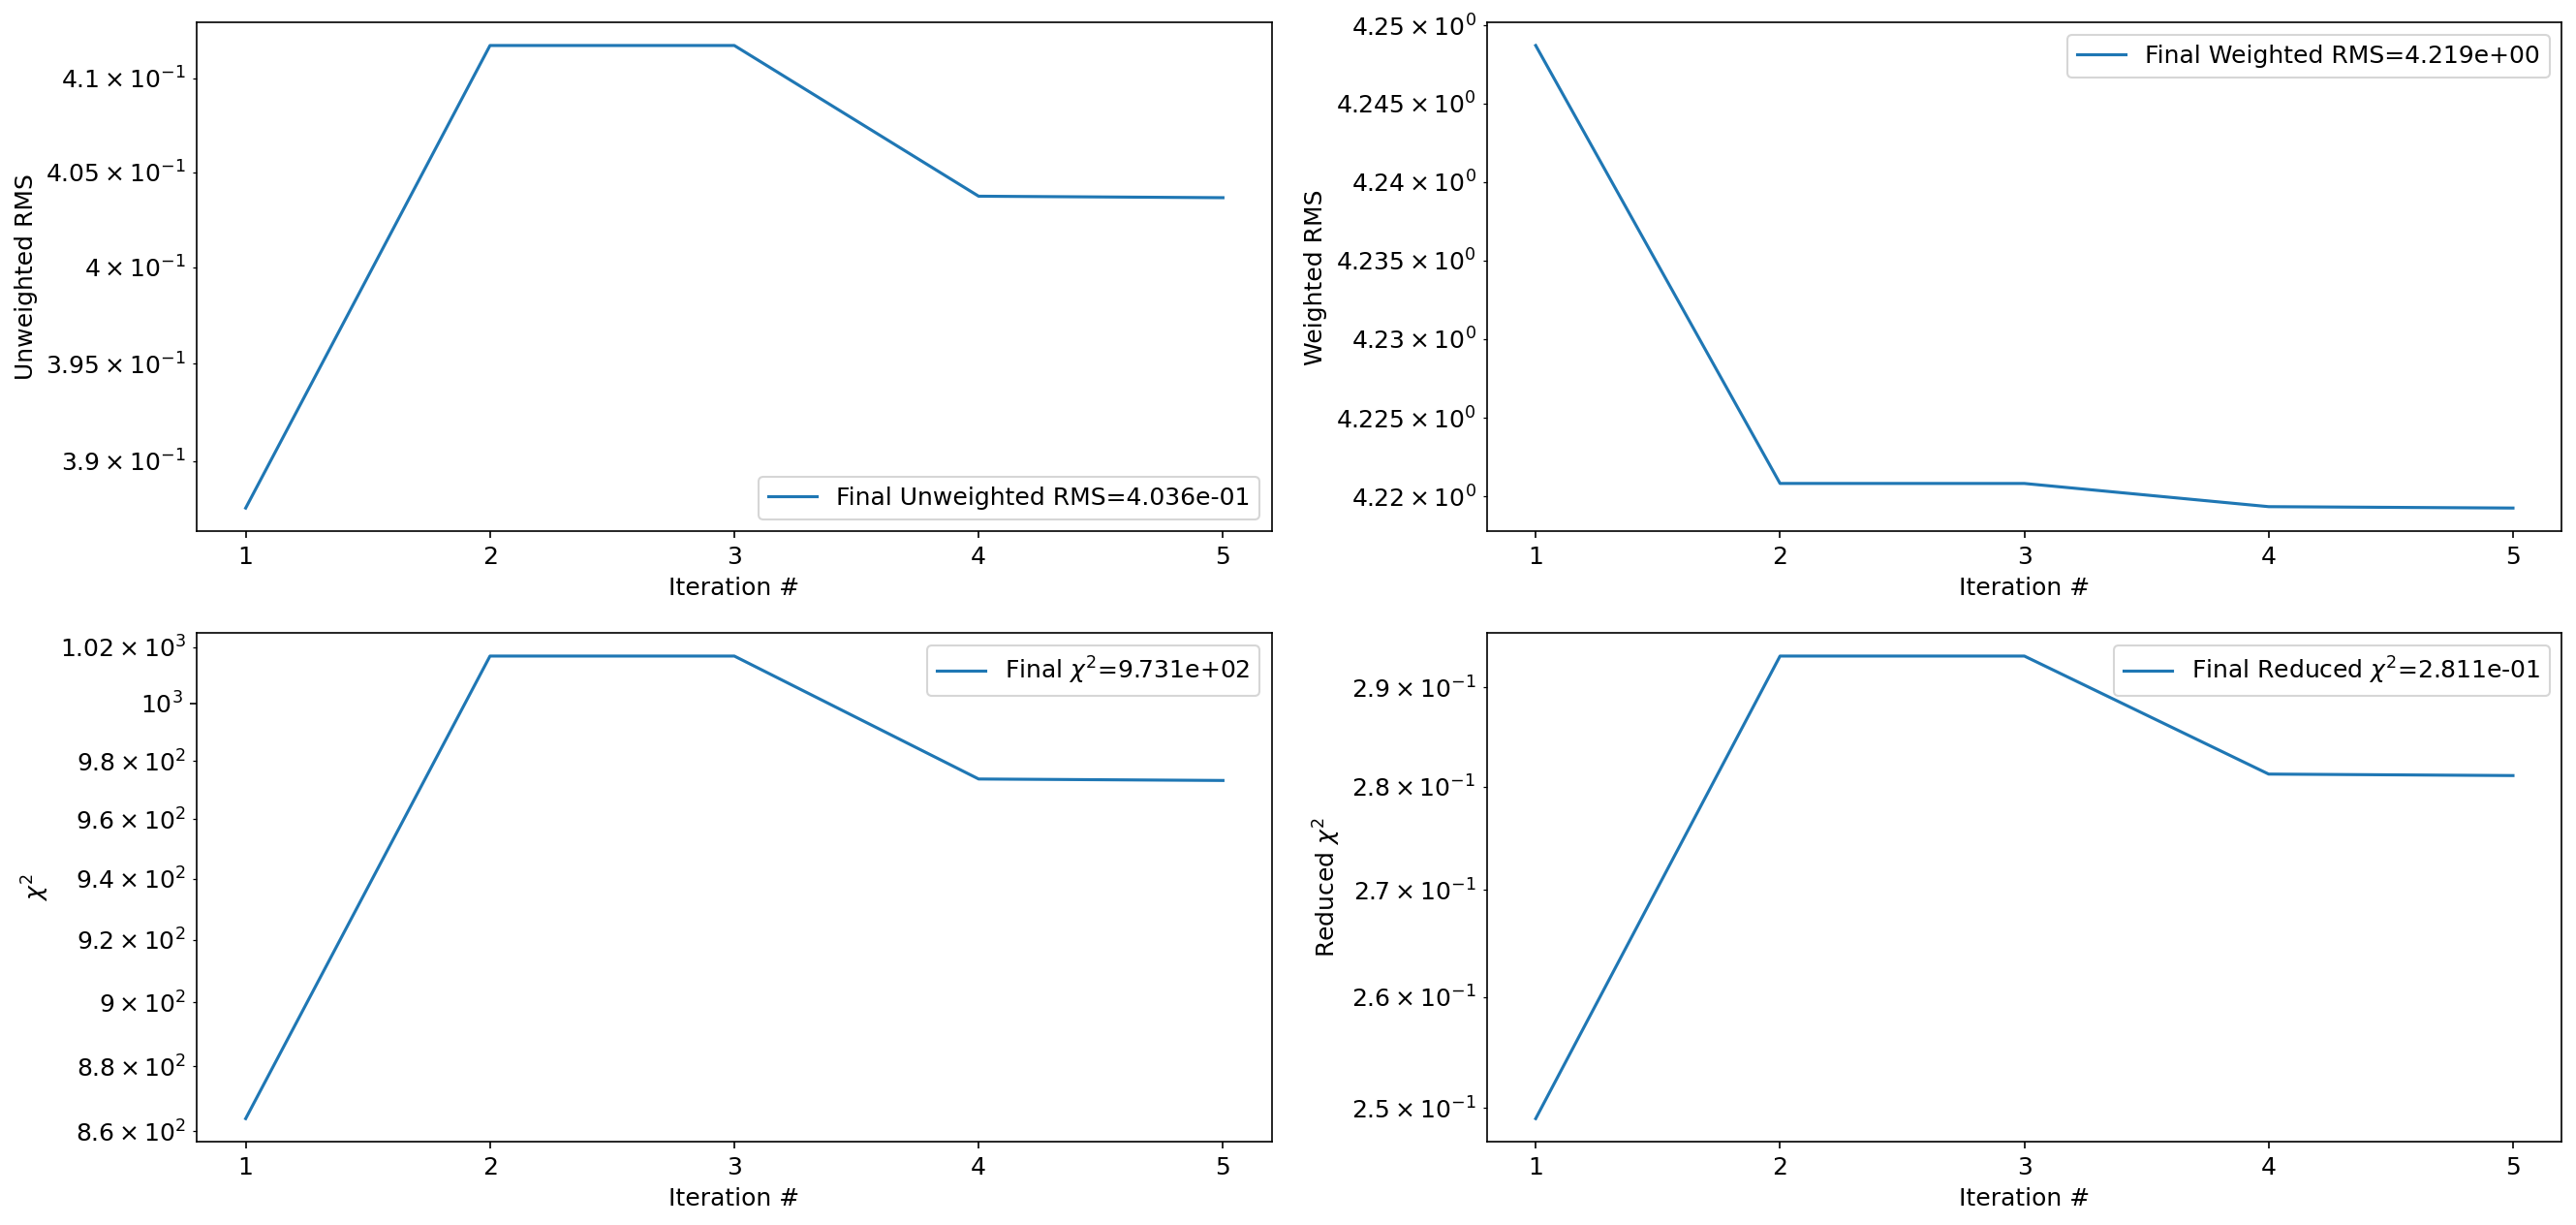 Unweighted RMS
4.1 × 10⁻¹
4.05 × 10⁻¹
4 × 10⁻¹
3.95 × 10⁻¹
3.9 × 10⁻¹
Final Unweighted RMS=4.036e-01
1 2 3 4 5
Iteration #
Weighted RMS
4.25 × 10⁰
4.245 × 10⁰
4.24 × 10⁰
4.235 × 10⁰
4.23 × 10⁰
4.225 × 10⁰
4.22 × 10⁰
Final Weighted RMS=4.219e+00
1 2 3 4 5
Iteration #
χ²
1.02 × 10³
10³
9.8 × 10²
9.6 × 10²
9.4 × 10²
9.2 × 10²
9 × 10²
8.8 × 10²
8.6 × 10²
Final χ²=9.731e+02
1 2 3 4 5
Iteration #
Reduced χ²
2.9 × 10⁻¹
2.8 × 10⁻¹
2.7 × 10⁻¹
2.6 × 10⁻¹
2.5 × 10⁻¹
Final Reduced χ²=2.811e-01
1 2 3 4 5
Iteration #